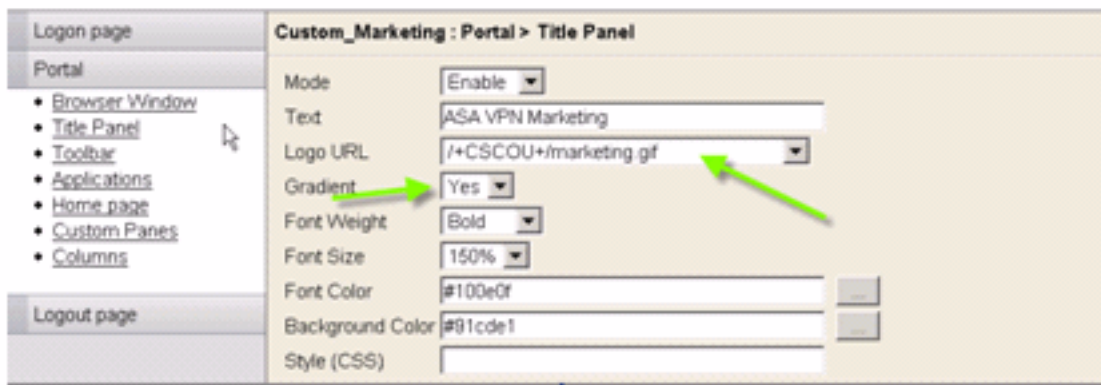 Logon page
Portal
• Browser Window
• Title Panel
• Toolbar
• Applications
• Home page
• Custom Panes
• Columns
Logout page
Custom_Marketing : Portal > Title Panel
Mode Enable
Text ASA VPN Marketing
Logo URL /+CSCOU+/marketing.gif
Gradient Yes
Font Weight Bold
Font Size 150%
Font Color #100e0f ...
Background Color #91cde1 ...
Style (CSS)